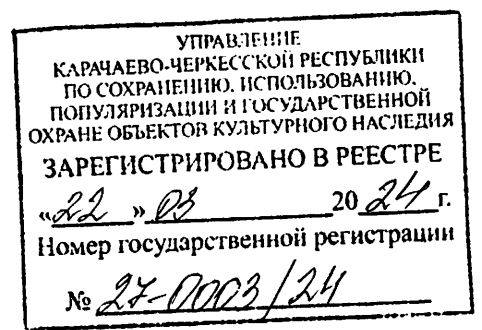 УПРАВЛЕНИЕ
КАРАЧАЕВО-ЧЕРКЕССКОЙ РЕСПУБЛИКИ
ПО СОХРАНЕНИЮ, ИСПОЛЬЗОВАНИЮ,
ПОПУЛЯРИЗАЦИИ И ГОСУДАРСТВЕННОЙ
ОХРАНЕ ОБЪЕКТОВ КУЛЬТУРНОГО НАСЛЕДИЯ
ЗАРЕГИСТРИРОВАНО В РЕЕСТРЕ
«22» 03 2024 г.
Номер государственной регистрации
№ 27-0003/24